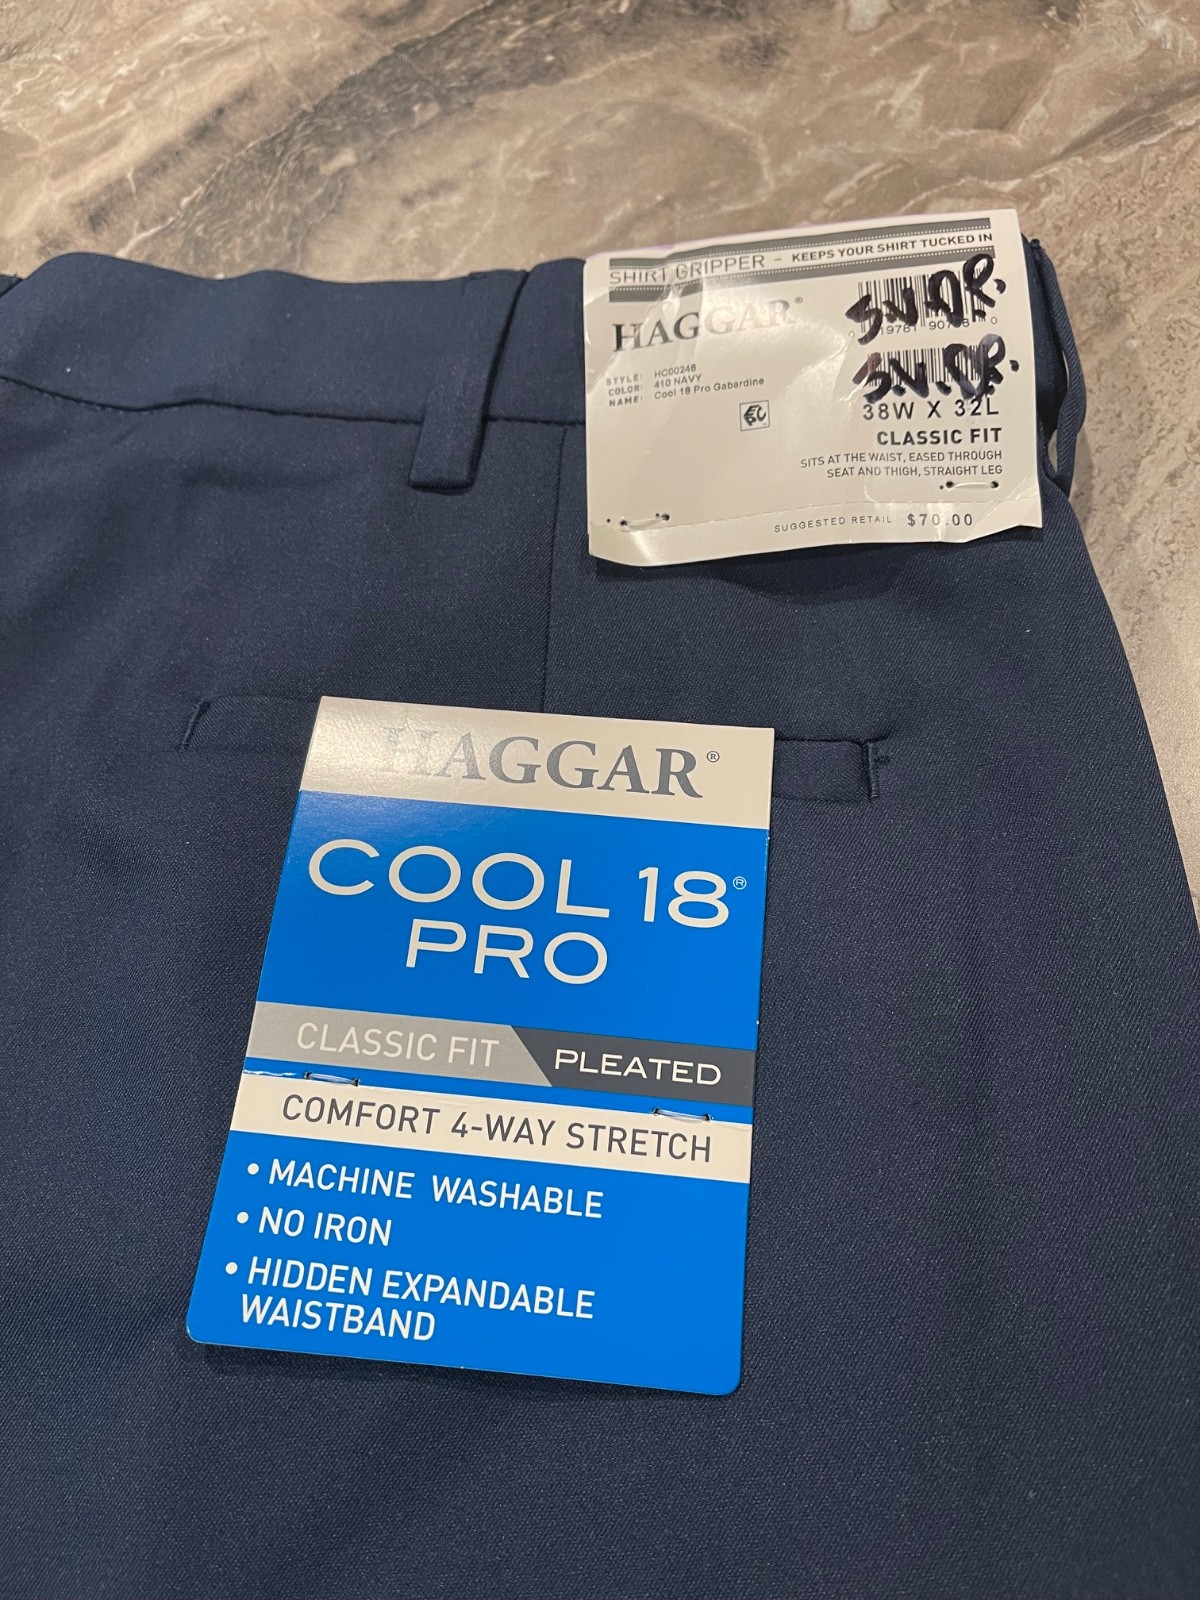 SHIRT GRIPPER – KEEPS YOUR SHIRT TUCKED IN
HAGGAR®
S.N.D.P.
S.N.D.P.
STYLE: HC00248
COLOR: 410 NAVY
NAME: Cool 18 Pro Gabardine
38W X 32L
CLASSIC FIT
SITS AT THE WAIST, EASED THROUGH
SEAT AND THIGH, STRAIGHT LEG
SUGGESTED RETAIL $70.00
HAGGAR®
COOL 18®
PRO
CLASSIC FIT PLEATED
COMFORT 4-WAY STRETCH
• MACHINE WASHABLE
• NO IRON
• HIDDEN EXPANDABLE
WAISTBAND